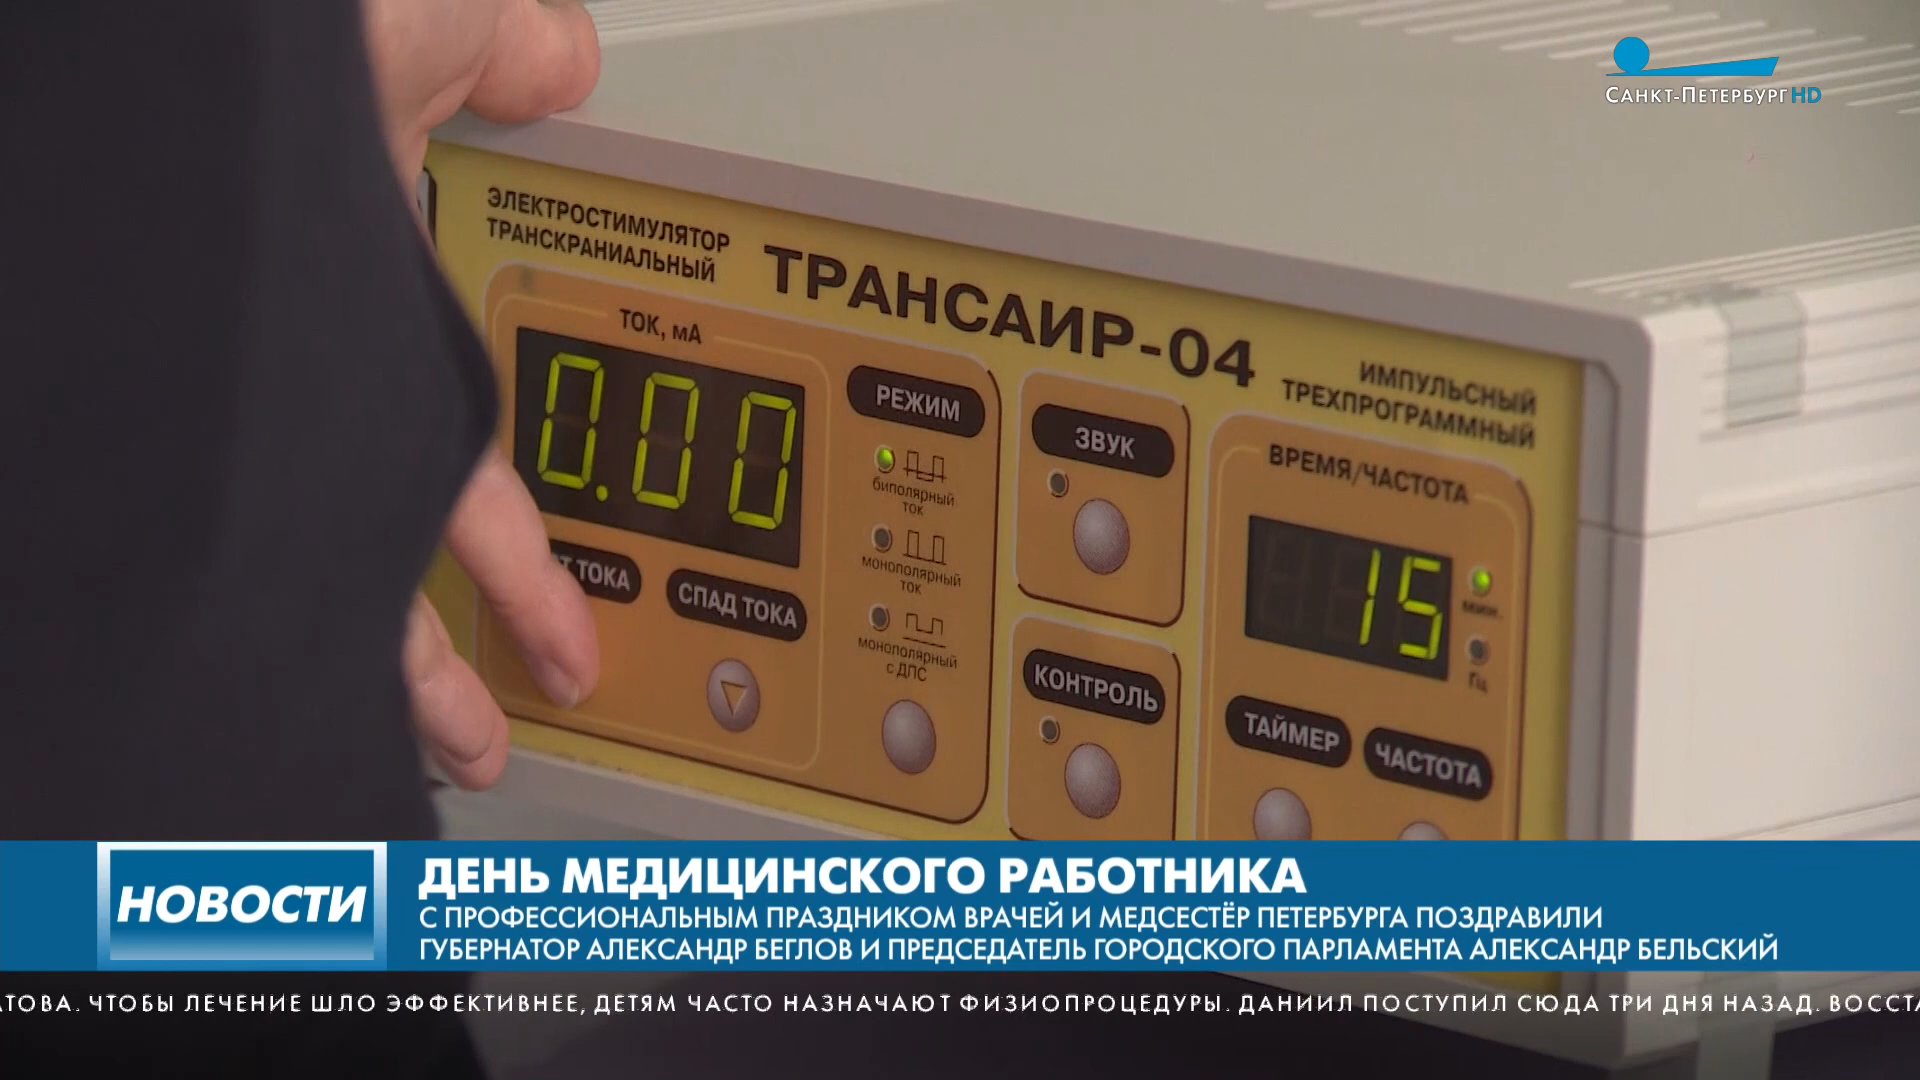 САНКТ-ПЕТЕРБУРГ HD
ЭЛЕКТРОСТИМУЛЯТОР
ТРАНСКРАНИАЛЬНЫЙ
ТРАНСАИР-04
ИМПУЛЬСНЫЙ
ТРЕХПРОГРАММНЫЙ
ТОК, мА
0.00
ТОКА
СПАД ТОКА
РЕЖИМ
биполярный
ток
монополярный
ток
монополярный
с ДПС
ЗВУК
КОНТРОЛЬ
ВРЕМЯ/ЧАСТОТА
15
мин.
Гц
ТАЙМЕР
ЧАСТОТА
НОВОСТИ
ДЕНЬ МЕДИЦИНСКОГО РАБОТНИКА
С ПРОФЕССИОНАЛЬНЫМ ПРАЗДНИКОМ ВРАЧЕЙ И МЕДСЕСТЁР ПЕТЕРБУРГА ПОЗДРАВИЛИ
ГУБЕРНАТОР АЛЕКСАНДР БЕГЛОВ И ПРЕДСЕДАТЕЛЬ ГОРОДСКОГО ПАРЛАМЕНТА АЛЕКСАНДР БЕЛЬСКИЙ
АТОВА. ЧТОБЫ ЛЕЧЕНИЕ ШЛО ЭФФЕКТИВНЕЕ, ДЕТЯМ ЧАСТО НАЗНАЧАЮТ ФИЗИОПРОЦЕДУРЫ. ДАНИИЛ ПОСТУПИЛ СЮДА ТРИ ДНЯ НАЗАД. ВОССТА